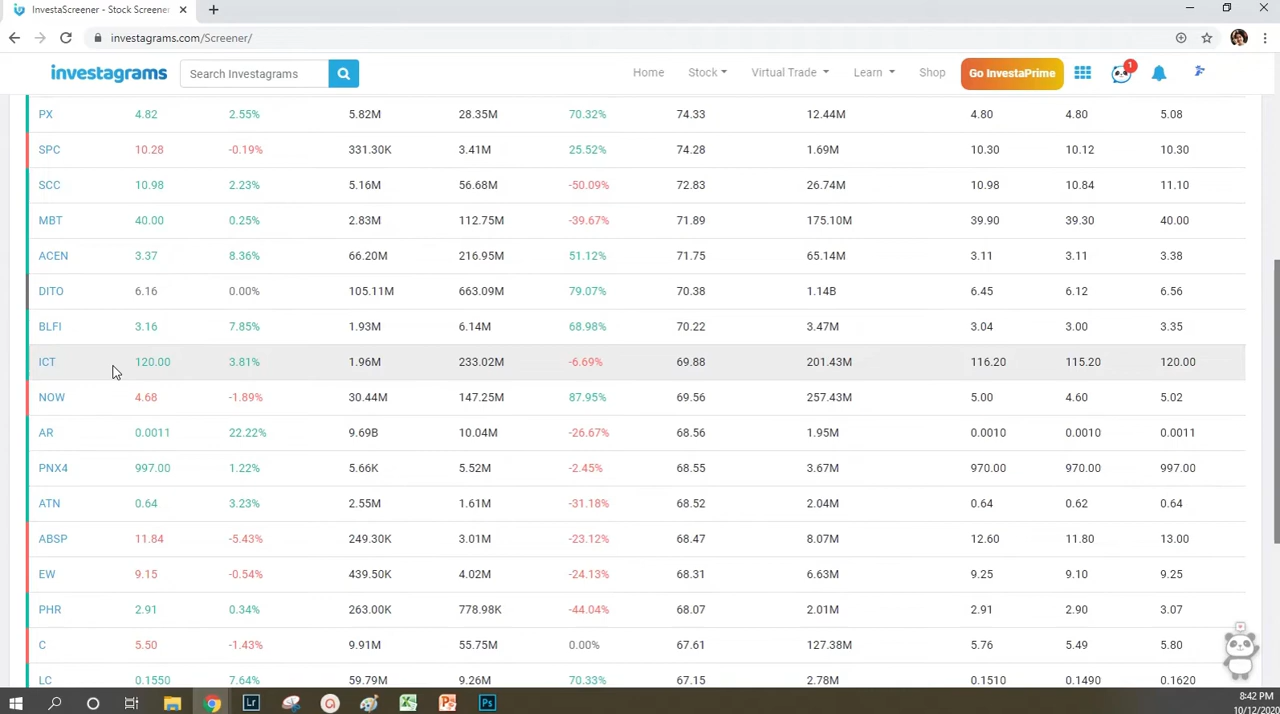 InvestaScreener - Stock Screener
investagrams.com/Screener/
investagrams Search Investagrams Home Stock Virtual Trade Learn Shop Go InvestaPrime 1
PX 4.82 2.55% 5.82M 28.35M 70.32% 74.33 12.44M 4.80 4.80 5.08
SPC 10.28 -0.19% 331.30K 3.41M 25.52% 74.28 1.69M 10.30 10.12 10.30
SCC 10.98 2.23% 5.16M 56.68M -50.09% 72.83 26.74M 10.98 10.84 11.10
MBT 40.00 0.25% 2.83M 112.75M -39.67% 71.89 175.10M 39.90 39.30 40.00
ACEN 3.37 8.36% 66.20M 216.95M 51.12% 71.75 65.14M 3.11 3.11 3.38
DITO 6.16 0.00% 105.11M 663.09M 79.07% 70.38 1.14B 6.45 6.12 6.56
BLFI 3.16 7.85% 1.93M 6.14M 68.98% 70.22 3.47M 3.04 3.00 3.35
ICT 120.00 3.81% 1.96M 233.02M -6.69% 69.88 201.43M 116.20 115.20 120.00
NOW 4.68 -1.89% 30.44M 147.25M 87.95% 69.56 257.43M 5.00 4.60 5.02
AR 0.0011 22.22% 9.69B 10.04M -26.67% 68.56 1.95M 0.0010 0.0010 0.0011
PNX4 997.00 1.22% 5.66K 5.52M -2.45% 68.55 3.67M 970.00 970.00 997.00
ATN 0.64 3.23% 2.55M 1.61M -31.18% 68.52 2.04M 0.64 0.62 0.64
ABSP 11.84 -5.43% 249.30K 3.01M -23.12% 68.47 8.07M 12.60 11.80 13.00
EW 9.15 -0.54% 439.50K 4.02M -24.13% 68.31 6.63M 9.25 9.10 9.25
PHR 2.91 0.34% 263.00K 778.98K -44.04% 68.07 2.01M 2.91 2.90 3.07
C 5.50 -1.43% 9.91M 55.75M 0.00% 67.61 127.38M 5.76 5.49 5.80
LC 0.1550 7.64% 59.79M 9.26M 70.33% 67.15 2.78M 0.1510 0.1490 0.1620
Lr Ps
8:42 PM
10/12/2020